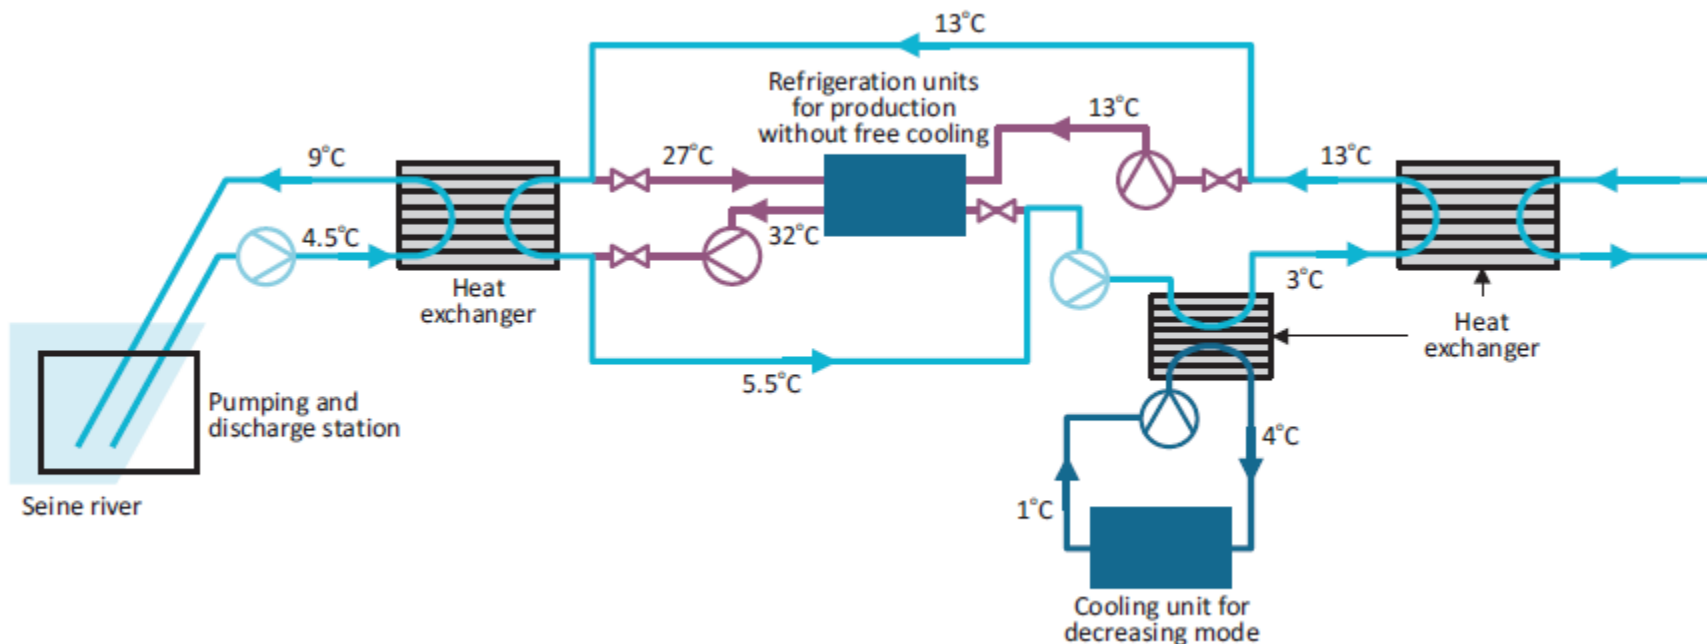 13°C
Refrigeration units
for production
without free cooling
13°C
9°C
27°C
13°C
4.5°C
32°C
Heat
exchanger
3°C
Heat
exchanger
5.5°C
Pumping and
discharge station
4°C
Seine river
1°C
Cooling unit for
decreasing mode